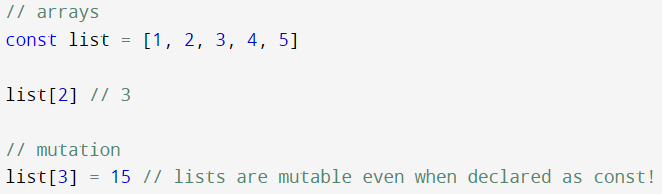 // arrays
const list = [1, 2, 3, 4, 5]
list[2] // 3
// mutation
list[3] = 15 // lists are mutable even when declared as const!